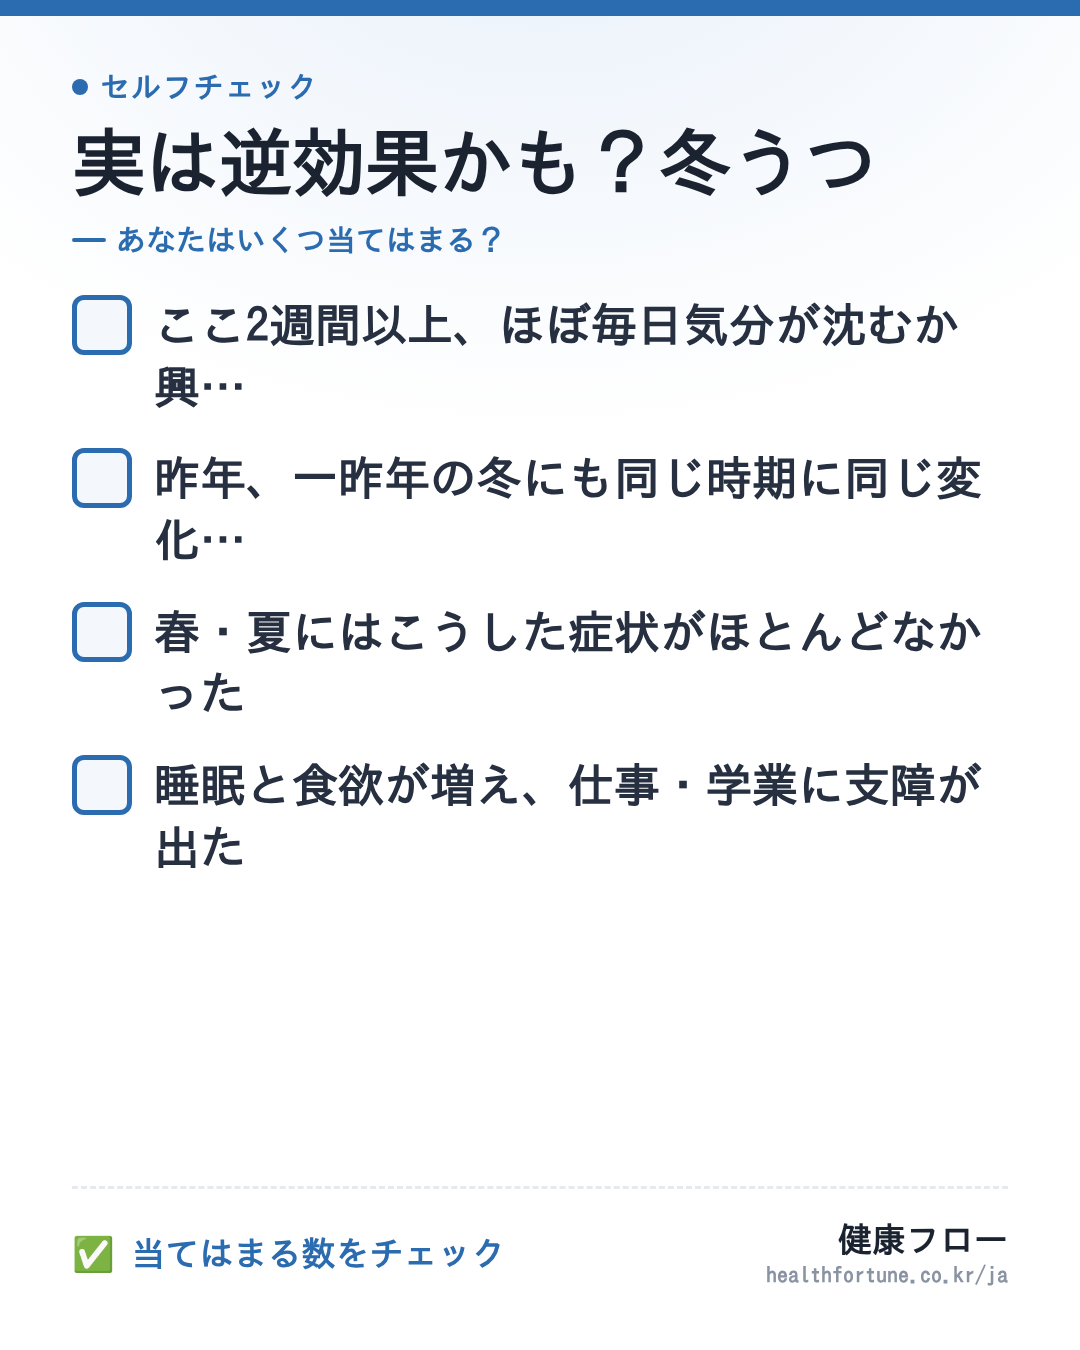 セルフチェック
実は逆効果かも？冬うつ
— あなたはいくつ当てはまる？
ここ2週間以上、ほぼ毎日気分が沈むか
興…
昨年、一昨年の冬にも同じ時期に同じ変
化…
春・夏にはこうした症状がほとんどなか
った
睡眠と食欲が増え、仕事・学業に支障が
出た
✅ 当てはまる数をチェック
健康フロー
healthfortune.co.kr/ja